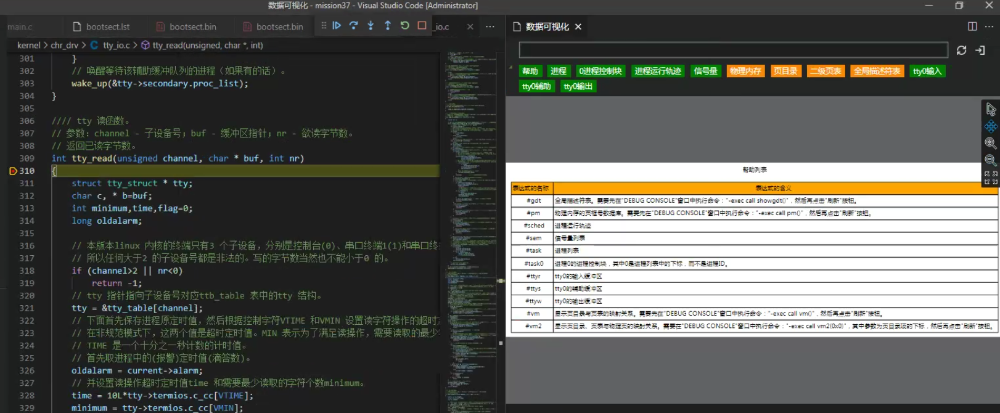 数据可视化 - mission37 - Visual Studio Code [Administrator]
main.c
bootsect.lst
bootsect.bin
bootsect.bin
_io.c
kernel > chr_drv > C tty_io.c > tty_read(unsigned, char *, int)
301 }
302 // 唤醒等待该辅助缓冲队列的进程（如果有的话）。
303 wake_up(&tty->secondary.proc_list);
304 }
305
306 //// tty 读函数。
307 // 参数: channel - 子设备号; buf - 缓冲区指针; nr - 欲读字节数。
308 // 返回已读字节数。
309 int tty_read(unsigned channel, char * buf, int nr)
310 {
311 struct tty_struct * tty;
312 char c, * b=buf;
313 int minimum,time,flag=0;
314 long oldalarm;
315
316 // 本版本linux 内核的终端只有3 个子设备, 分别是控制台(0)、串口终端1(1)和串口终
317 // 所以任何大于2 的子设备号都是非法的。写的字节数当然也不能小于0 的。
318 if (channel>2 || nr<0)
319 return -1;
320 // tty 指针指向子设备号对应ttb_table 表中的tty 结构。
321 tty = &tty_table[channel];
322 // 下面首先保存进程原定时值, 然后根据控制字符VTIME 和VMIN 设置读字符操作的超时
323 // 在非规范模式下, 这两个值是超时定时值。MIN 表示为了满足读操作, 需要读取的最少
324 // TIME 是一个十分之一秒计数的计时值。
325 // 首先取进程中的(报警)定时值(滴答数)。
326 oldalarm = current->alarm;
327 // 并设置读操作超时定时值time 和需要最少读取的字符个数minimum。
328 time = 10L*tty->termios.c_cc[VTIME];
329 minimum = tty->termios.c_cc[VMIN];
数据可视化
帮助 进程 0进程控制块 进程运行轨迹 信号量 物理内存 页目录 二级页表 全局描述符表 tty0输入
tty0辅助 tty0输出
帮助列表
表达式的名称 表达式的含义
#gdt 全局描述符表。需要先在"DEBUG CONSOLE"窗口中执行命令："-exec call showgdt()"，然后再点击"刷新"按钮。
#pm 物理内存的页框号数据库。需要先在"DEBUG CONSOLE"窗口中执行命令："-exec call pm()"，然后再点击"刷新"按钮。
#sched 进程运行轨迹
#sem 信号量列表
#task 进程列表
#task0 进程0的进程控制块，其中0是进程列表中的下标，而不是进程ID。
#ttyr tty0的输入缓冲区
#ttys tty0的辅助缓冲区
#ttyw tty0的输出缓冲区
#vm 显示页目录号与页表的映射关系。需要先在"DEBUG CONSOLE"窗口中执行命令："-exec call vm()"，然后再点击"刷新"按钮。
#vm2 显示页目录、页表与物理页的映射关系。需要在"DEBUG CONSOLE"窗口中执行命令："-exec call vm2(0x0)"，其中参数为页目录项的下标，然后再点击"刷新"按钮。